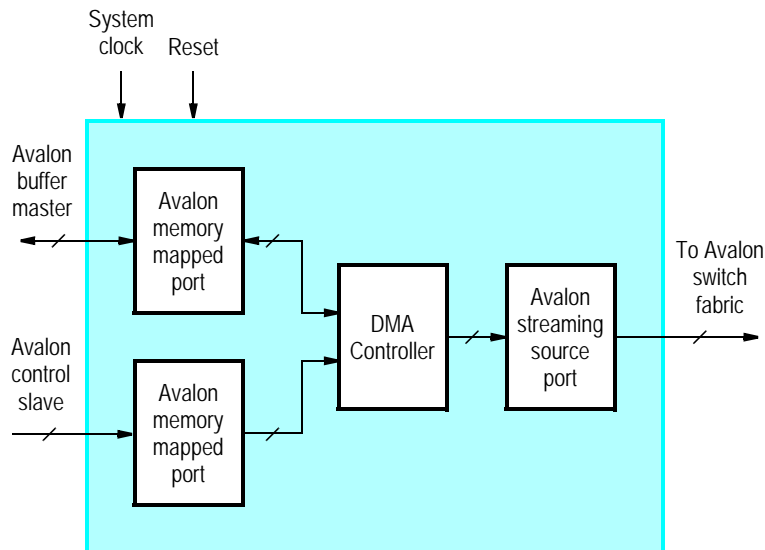 System
clock
Reset
Avalon
buffer
master
Avalon
memory
mapped
port
Avalon
control
slave
Avalon
memory
mapped
port
DMA
Controller
Avalon
streaming
source
port
To Avalon
switch
fabric